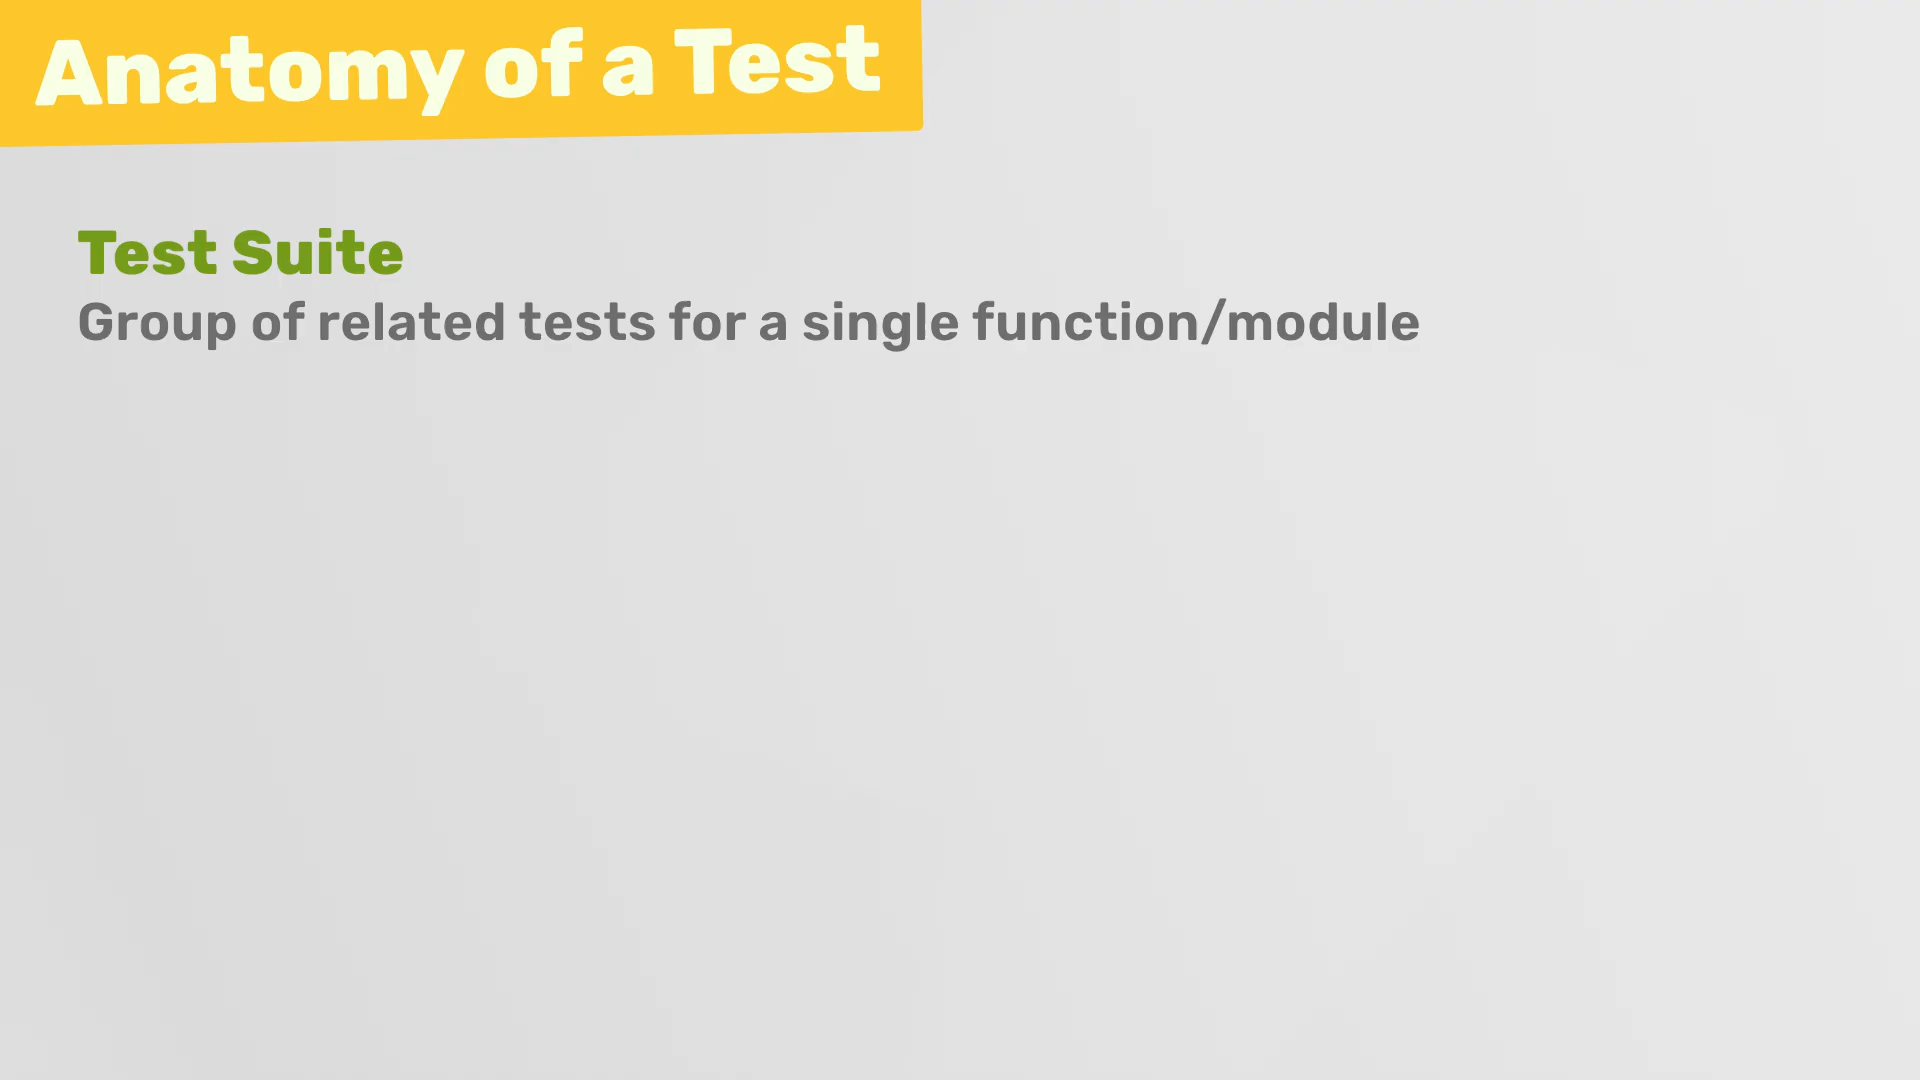 Anatomy of a Test
Test Suite
Group of related tests for a single function/module